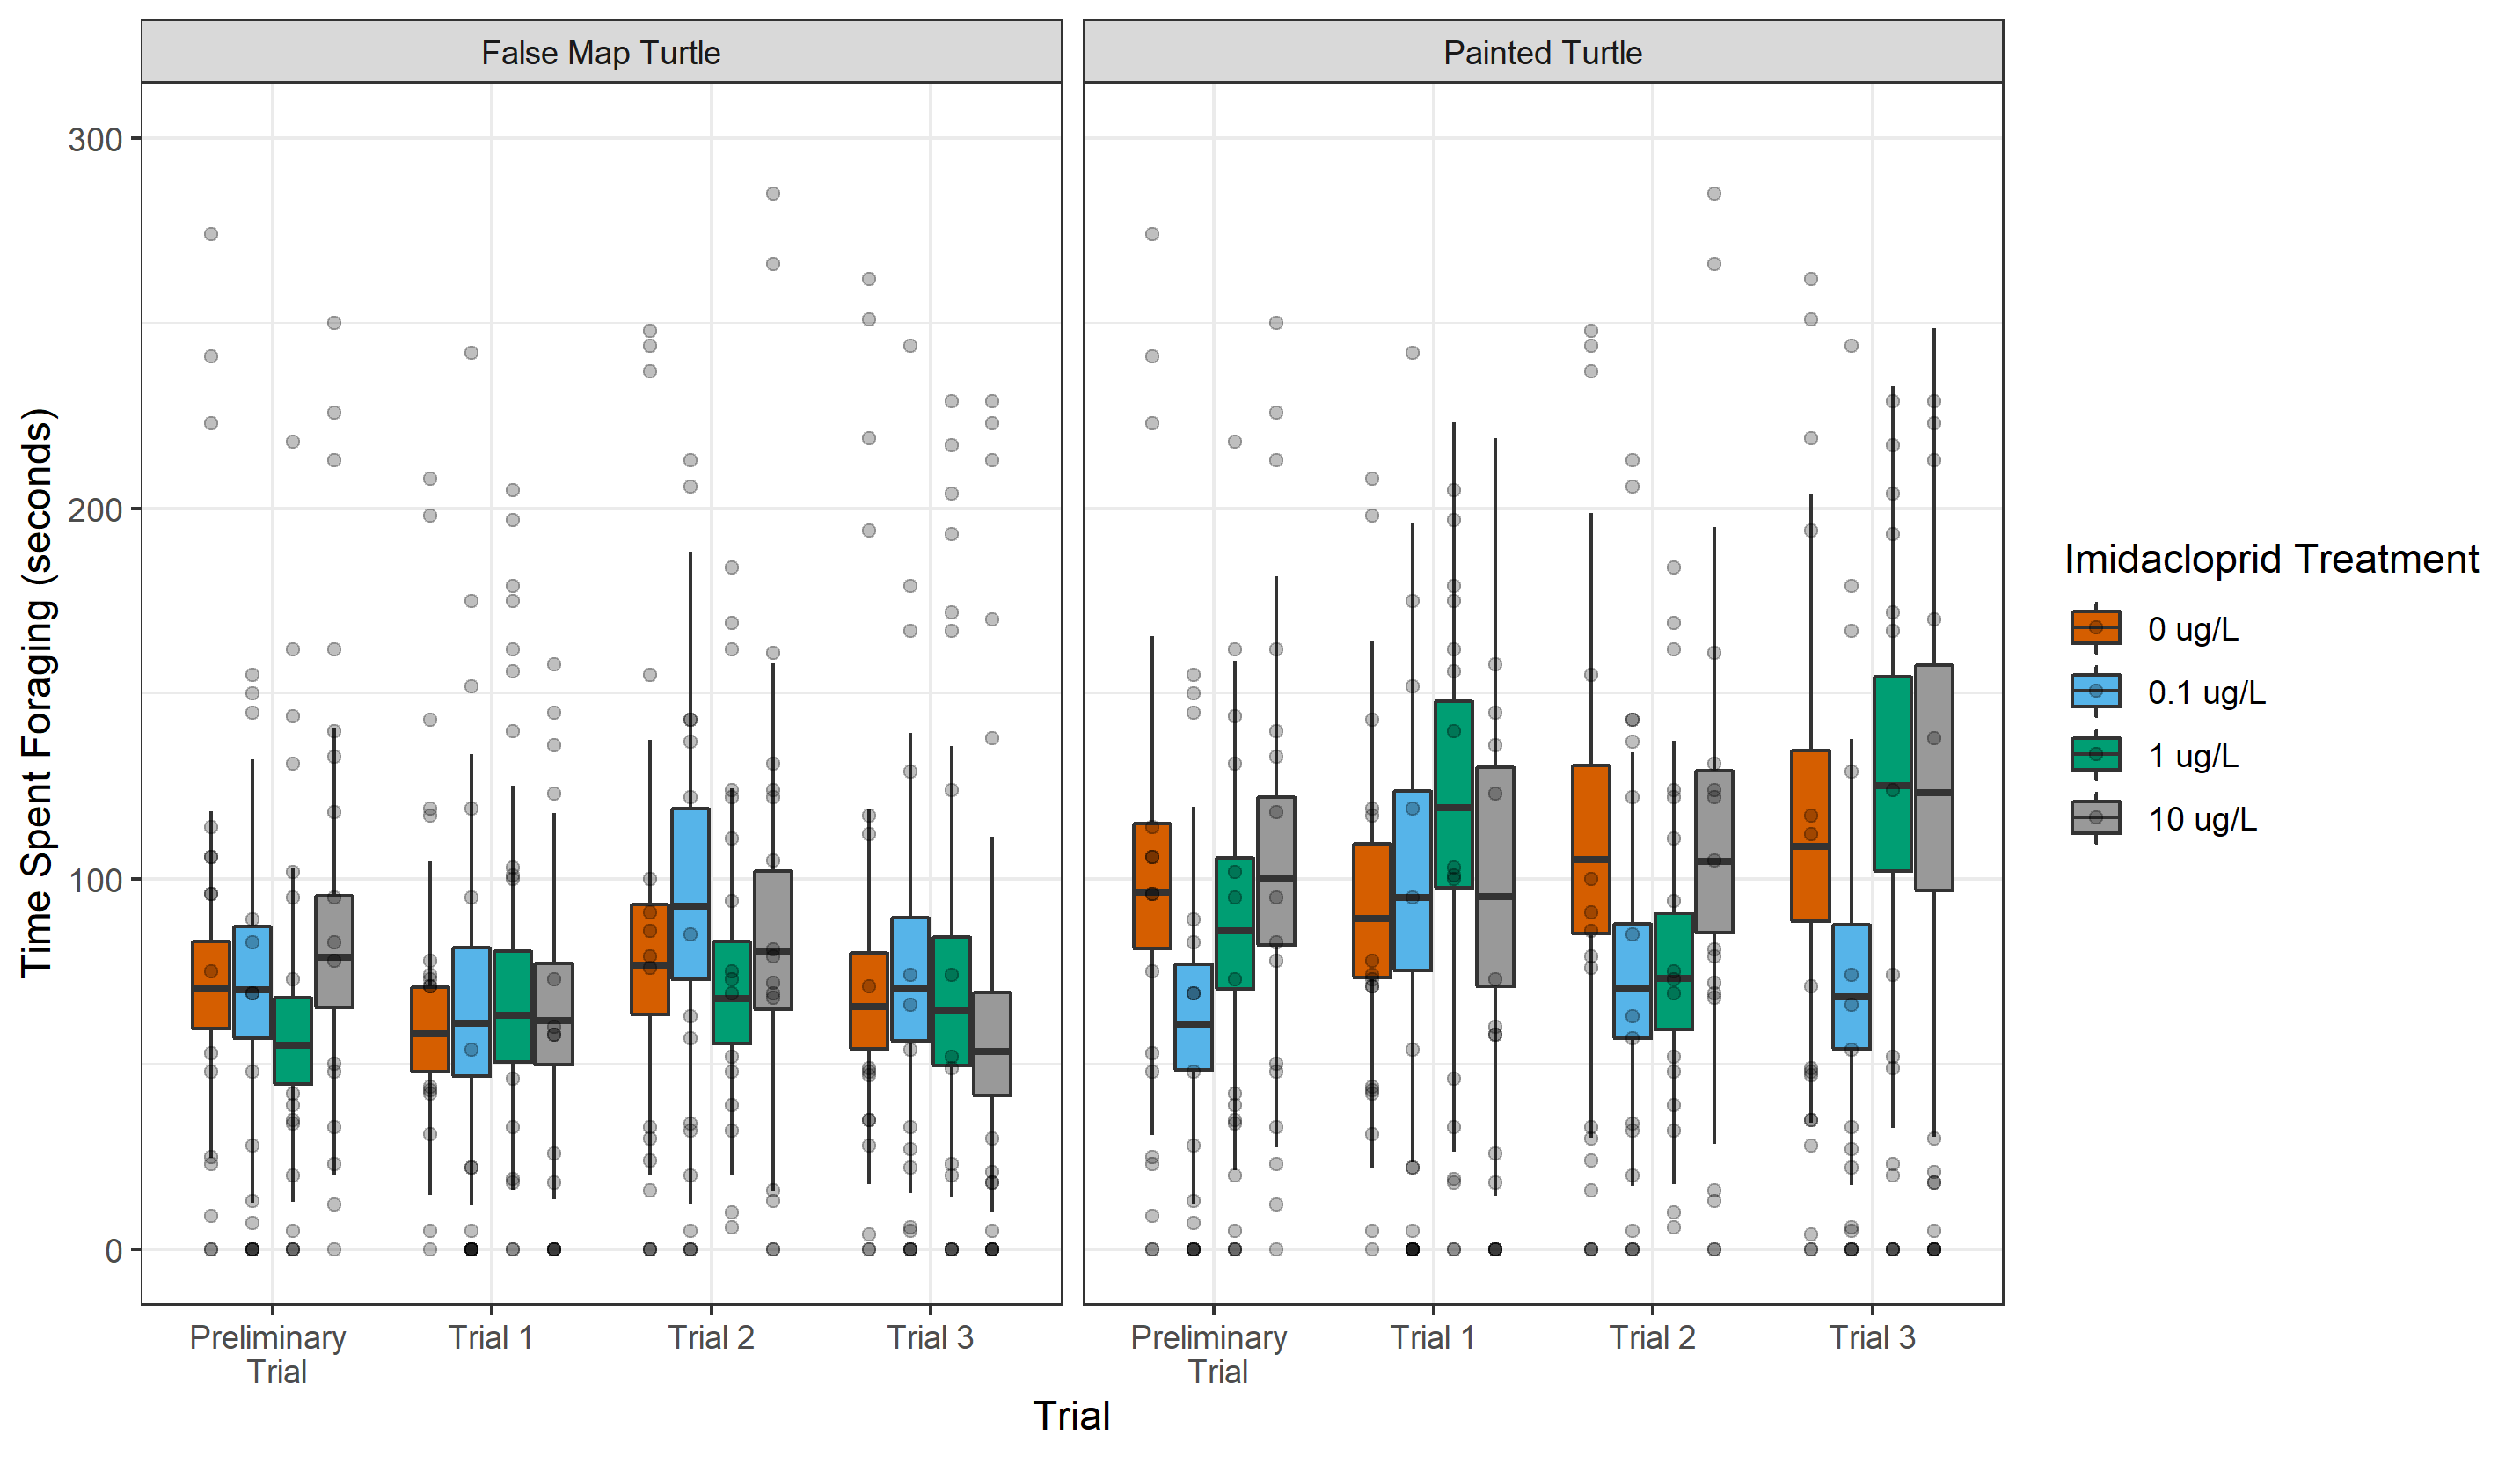 False Map Turtle
Painted Turtle
Time Spent Foraging (seconds)
300
200
100
0
Preliminary
Trial
Trial 1
Trial 2
Trial 3
Preliminary
Trial
Trial 1
Trial 2
Trial 3
Trial
Imidacloprid Treatment
0 ug/L
0.1 ug/L
1 ug/L
10 ug/L